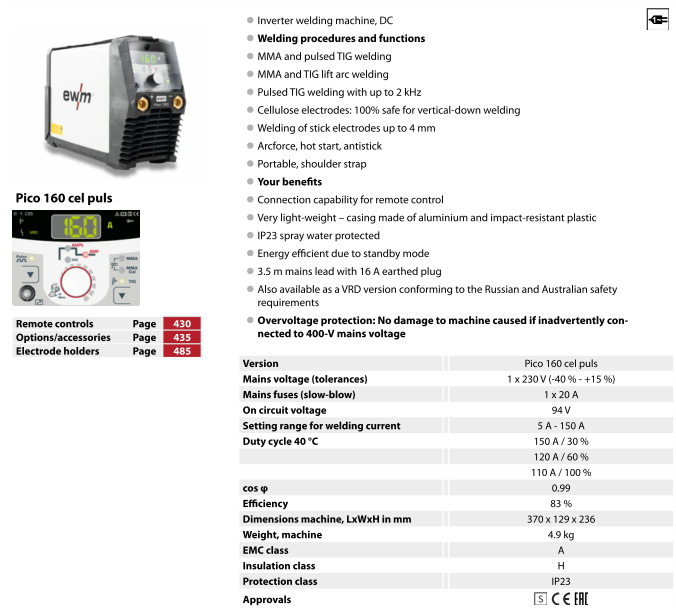 Inverter welding machine, DC
Welding procedures and functions
MMA and pulsed TIG welding
MMA and TIG lift arc welding
Pulsed TIG welding with up to 2 kHz
Cellulose electrodes: 100% safe for vertical-down welding
Welding of stick electrodes up to 4 mm
Arcforce, hot start, antistick
Portable, shoulder strap
Your benefits
Connection capability for remote control
Very light-weight – casing made of aluminium and impact-resistant plastic
IP23 spray water protected
Energy efficient due to standby mode
3.5 m mains lead with 16 A earthed plug
Also available as a VRD version conforming to the Russian and Australian safety
requirements
Overvoltage protection: No damage to machine caused if inadvertently con-
nected to 400-V mains voltage
ewm
160
Pico 160 cel puls
VRD
160 A
AMP%
AMP
Pulse
MMA
MMA
Cel
TIG
Remote controls Page 430
Options/accessories Page 435
Electrode holders Page 485
Version Pico 160 cel puls
Mains voltage (tolerances) 1 x 230 V (-40 % - +15 %)
Mains fuses (slow-blow) 1 x 20 A
On circuit voltage 94 V
Setting range for welding current 5 A - 150 A
Duty cycle 40 °C 150 A / 30 %
120 A / 60 %
110 A / 100 %
cos φ 0.99
Efficiency 83 %
Dimensions machine, LxWxH in mm 370 x 129 x 236
Weight, machine 4.9 kg
EMC class A
Insulation class H
Protection class IP23
Approvals S CE EAC